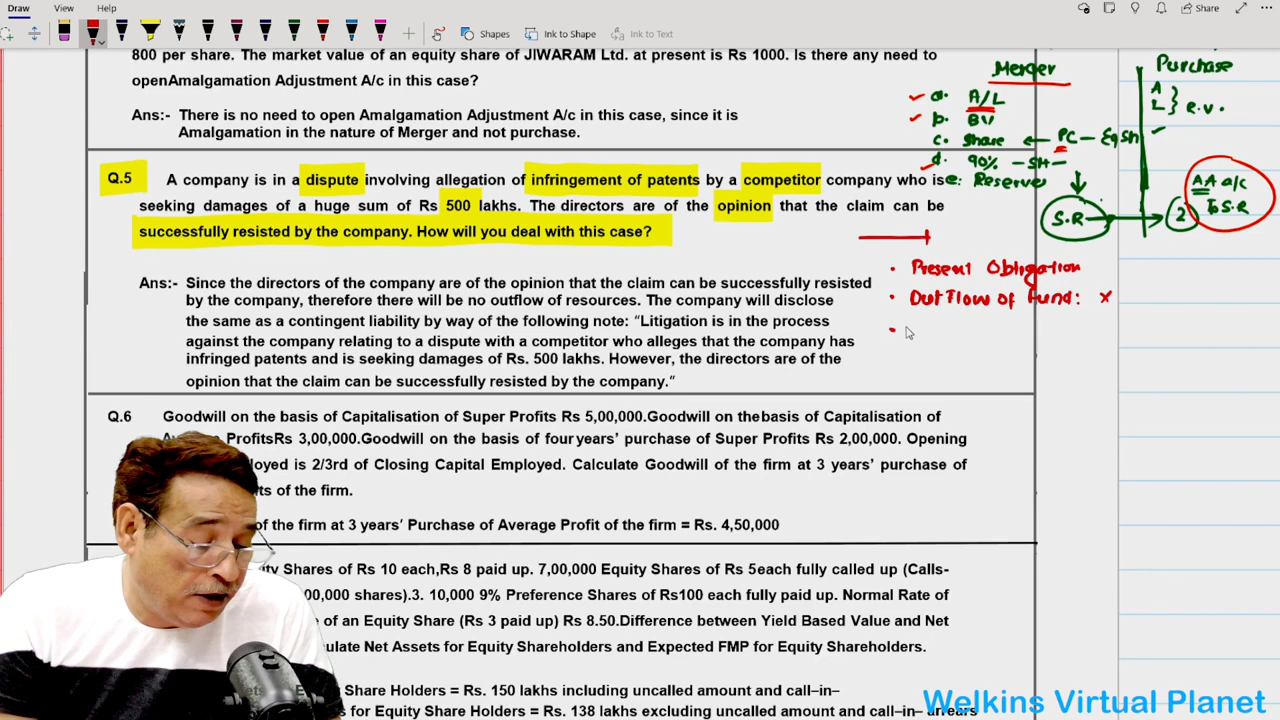 Draw View Help
Share
Shapes Ink to Shape Ink to Text
800 per share. The market value of an equity share of JIWARAM Ltd. at present is Rs 1000. Is there any need to
openAmalgamation Adjustment A/c in this case?
Ans:- There is no need to open Amalgamation Adjustment A/c in this case, since it is
Amalgamation in the nature of Merger and not purchase.
Merger
a. A/L
b. BV
c. Share ← PC - Eq Sh
d. 90% - SH -
e. Reserves
Purchase
A
L } R.V.
S.R
2
AA a/c
To S.R
Q.5 A company is in a dispute involving allegation of infringement of patents by a competitor company who is
seeking damages of a huge sum of Rs 500 lakhs. The directors are of the opinion that the claim can be
successfully resisted by the company. How will you deal with this case?
• Present Obligation
• Outflow of Fund: x
•
Ans:- Since the directors of the company are of the opinion that the claim can be successfully resisted
by the company, therefore there will be no outflow of resources. The company will disclose
the same as a contingent liability by way of the following note: “Litigation is in the process
against the company relating to a dispute with a competitor who alleges that the company has
infringed patents and is seeking damages of Rs. 500 lakhs. However, the directors are of the
opinion that the claim can be successfully resisted by the company.”
Q.6 Goodwill on the basis of Capitalisation of Super Profits Rs 5,00,000.Goodwill on thebasis of Capitalisation of
ProfitsRs 3,00,000.Goodwill on the basis of fouryears’ purchase of Super Profits Rs 2,00,000. Opening
is 2/3rd of Closing Capital Employed. Calculate Goodwill of the firm at 3 years’ purchase of
of the firm.
of the firm at 3 years’ Purchase of Average Profit of the firm = Rs. 4,50,000
Shares of Rs 10 each,Rs 8 paid up. 7,00,000 Equity Shares of Rs 5each fully called up (Calls-
shares).3. 10,000 9% Preference Shares of Rs100 each fully paid up. Normal Rate of
of an Equity Share (Rs 3 paid up) Rs 8.50.Difference between Yield Based Value and Net
Net Assets for Equity Shareholders and Expected FMP for Equity Shareholders.
Share Holders = Rs. 150 lakhs including uncalled amount and call–in–
for Equity Share Holders = Rs. 138 lakhs excluding uncalled amount and call–in– arrears
Welkins Virtual Planet